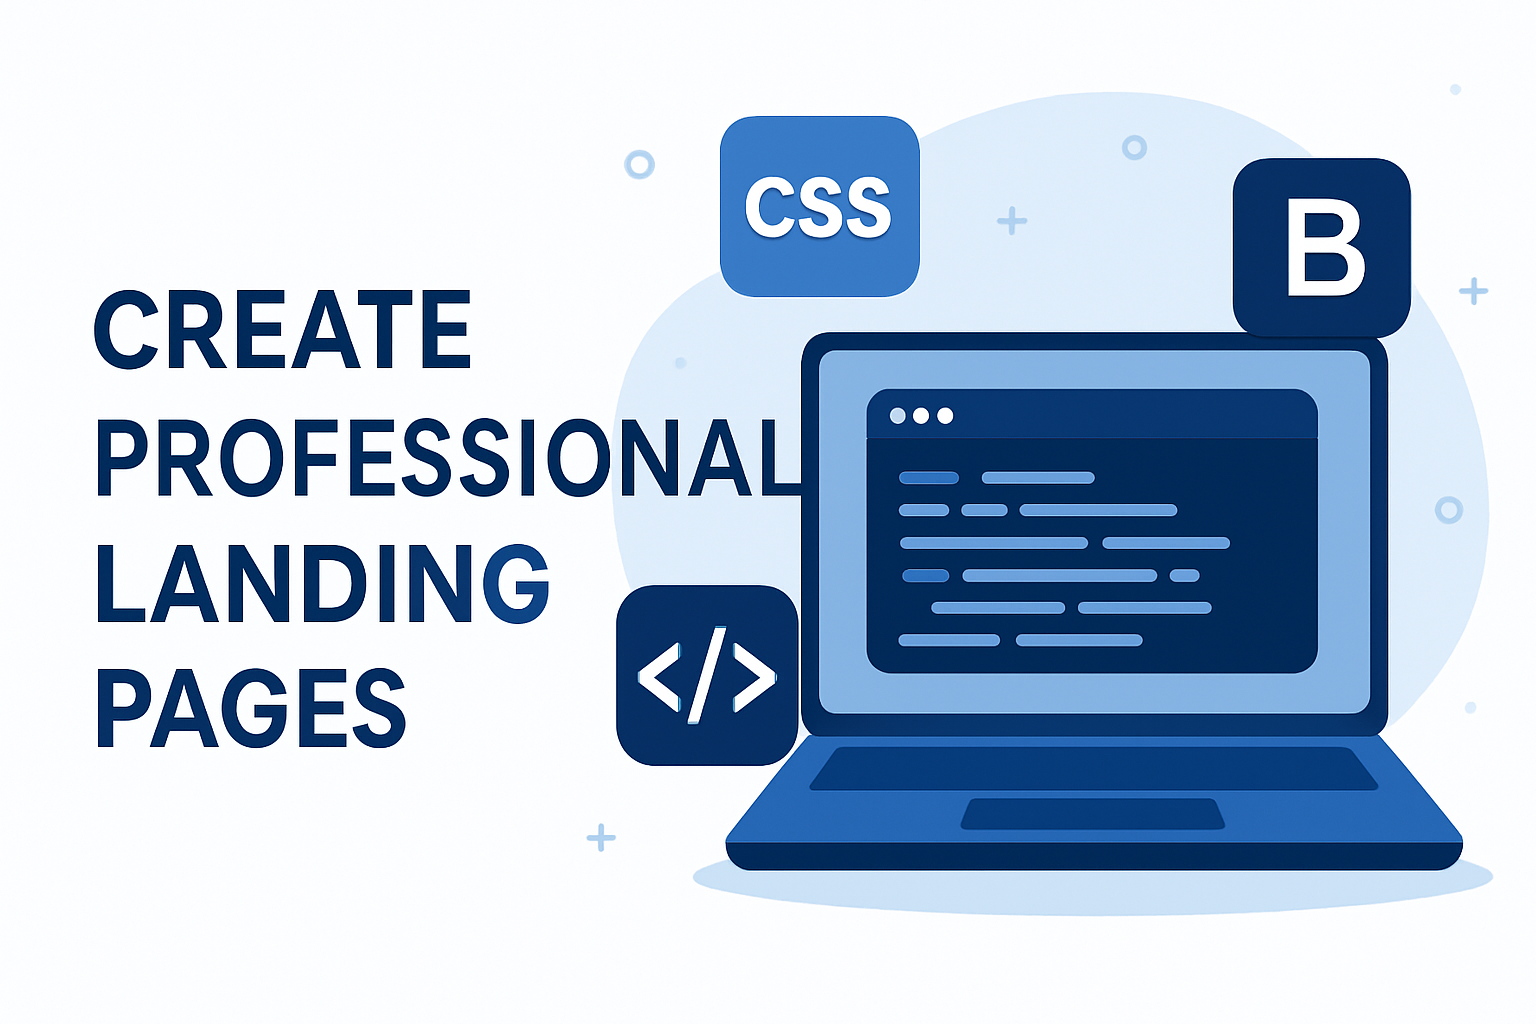 CREATE
PROFESSIONAL
LANDING
PAGES
CSS
B
</>